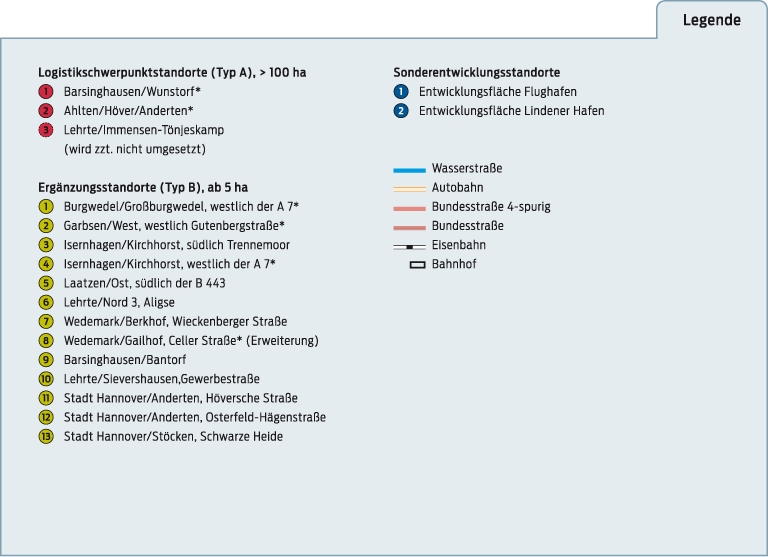 Legende
Logistikschwerpunktstandorte (Typ A), > 100 ha
1 Barsinghausen/Wunstorf*
2 Ahlten/Höver/Anderten*
3 Lehrte/Immensen-Tönjeskamp
(wird zzt. nicht umgesetzt)
Ergänzungsstandorte (Typ B), ab 5 ha
1 Burgwedel/Großburgwedel, westlich der A 7*
2 Garbsen/West, westlich Gutenbergstraße*
3 Isernhagen/Kirchhorst, südlich Trennemoor
4 Isernhagen/Kirchhorst, westlich der A 7*
5 Laatzen/Ost, südlich der B 443
6 Lehrte/Nord 3, Aligse
7 Wedemark/Berkhof, Wieckenberger Straße
8 Wedemark/Gailhof, Celler Straße* (Erweiterung)
9 Barsinghausen/Bantorf
10 Lehrte/Sievershausen,Gewerbestraße
11 Stadt Hannover/Anderten, Höversche Straße
12 Stadt Hannover/Anderten, Osterfeld-Hägenstraße
13 Stadt Hannover/Stöcken, Schwarze Heide
Sonderentwicklungsstandorte
1 Entwicklungsfläche Flughafen
2 Entwicklungsfläche Lindener Hafen
Wasserstraße
Autobahn
Bundesstraße 4-spurig
Bundesstraße
Eisenbahn
Bahnhof